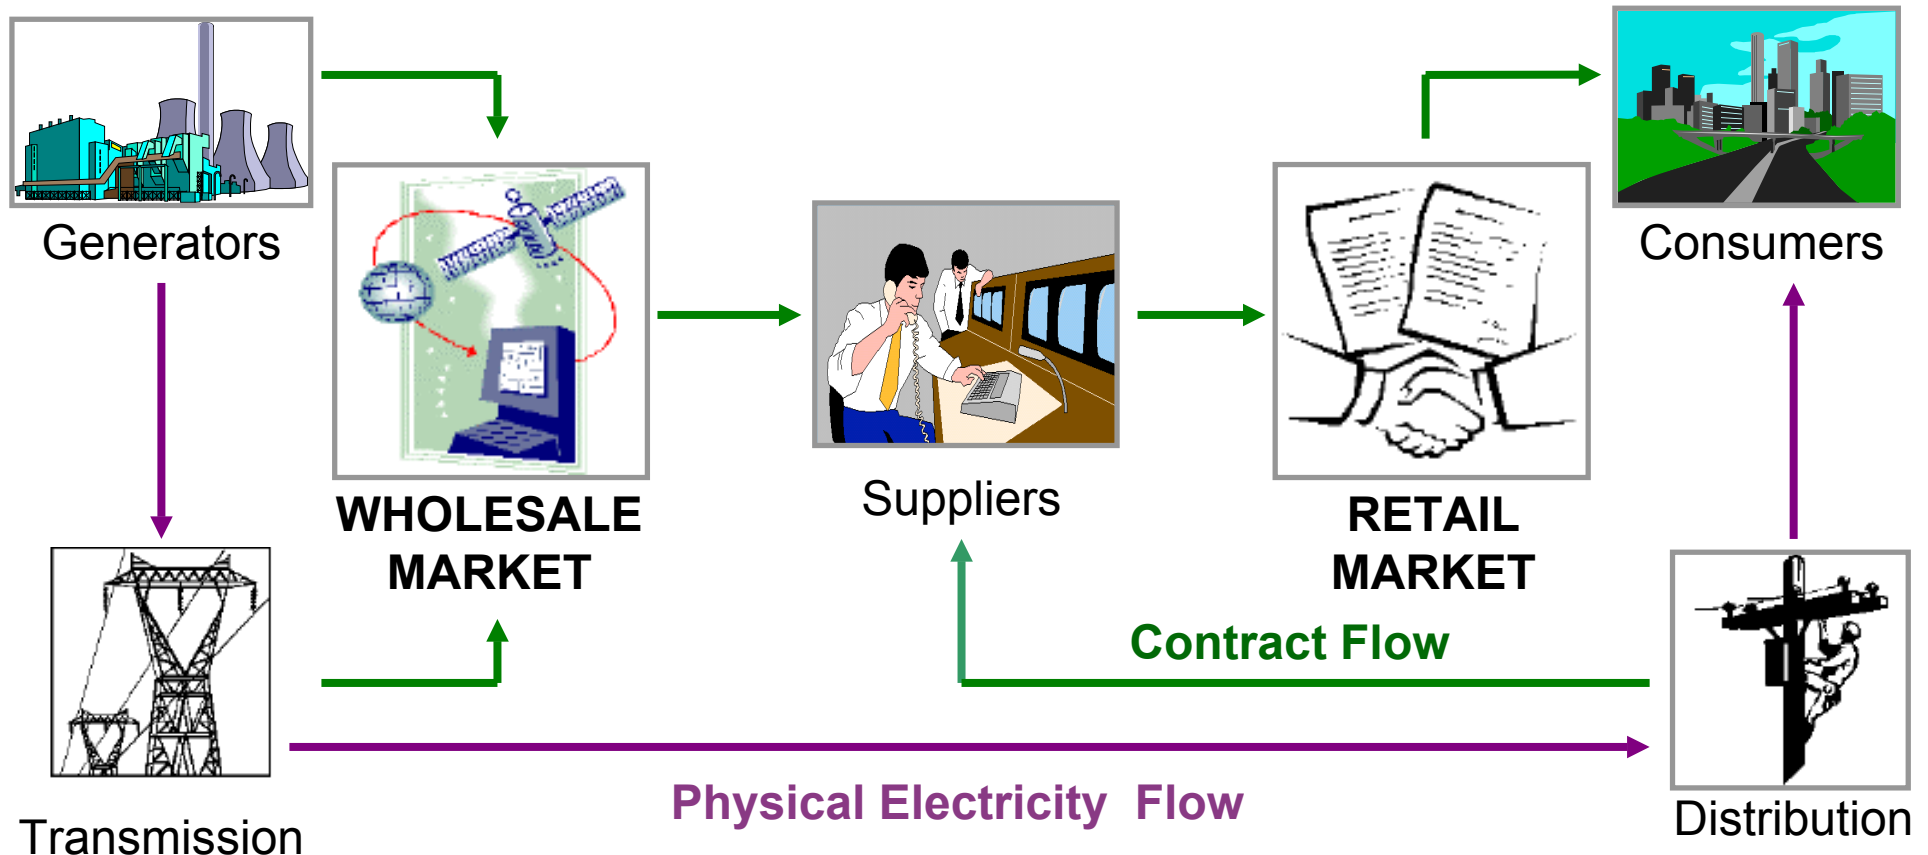 Generators
Consumers
Suppliers
WHOLESALE
MARKET
RETAIL
MARKET
Contract Flow
Physical Electricity  Flow
Transmission
Distribution